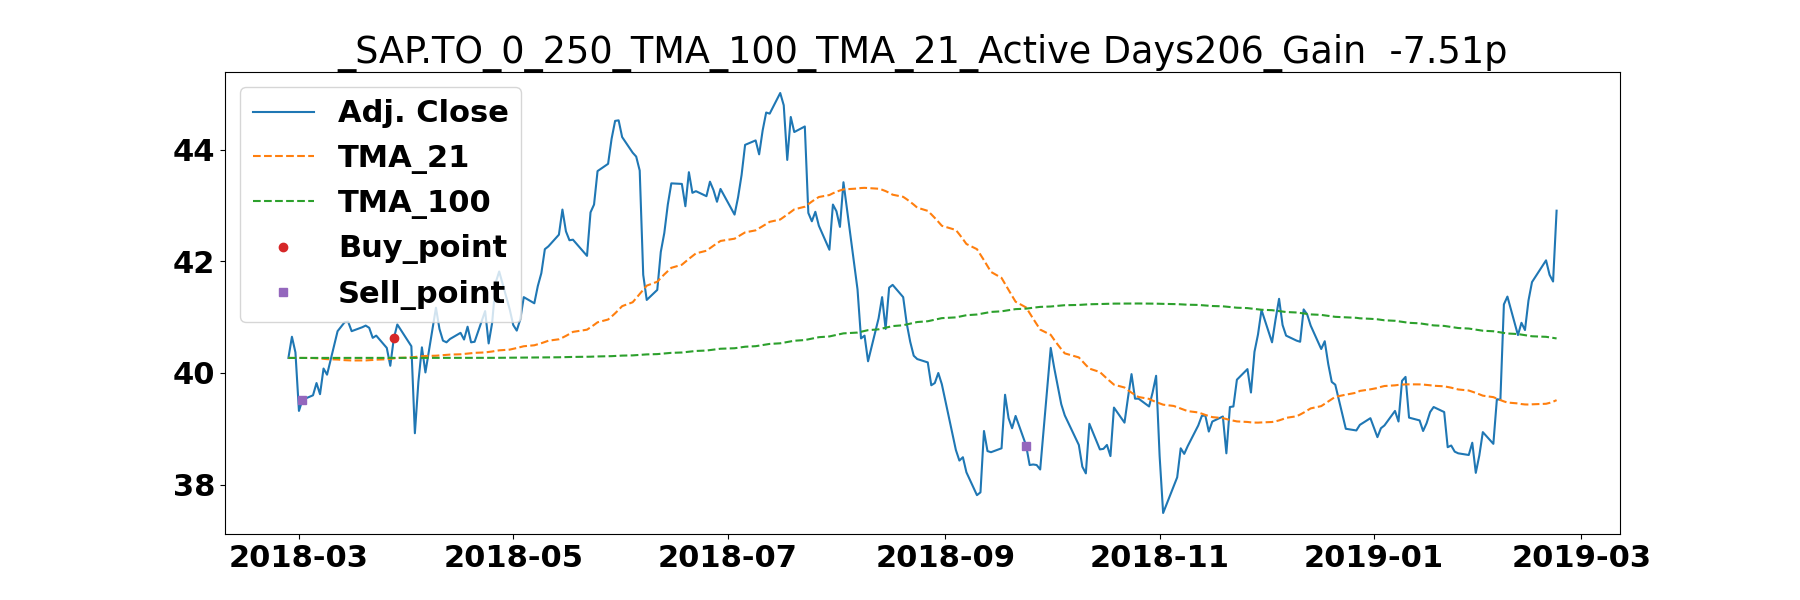 _SAP.TO_0_250_TMA_100_TMA_21_Active Days206_Gain  -7.51p
Adj. Close
TMA_21
TMA_100
Buy_point
Sell_point
44
42
40
38
2018-03 2018-05 2018-07 2018-09 2018-11 2019-01 2019-03